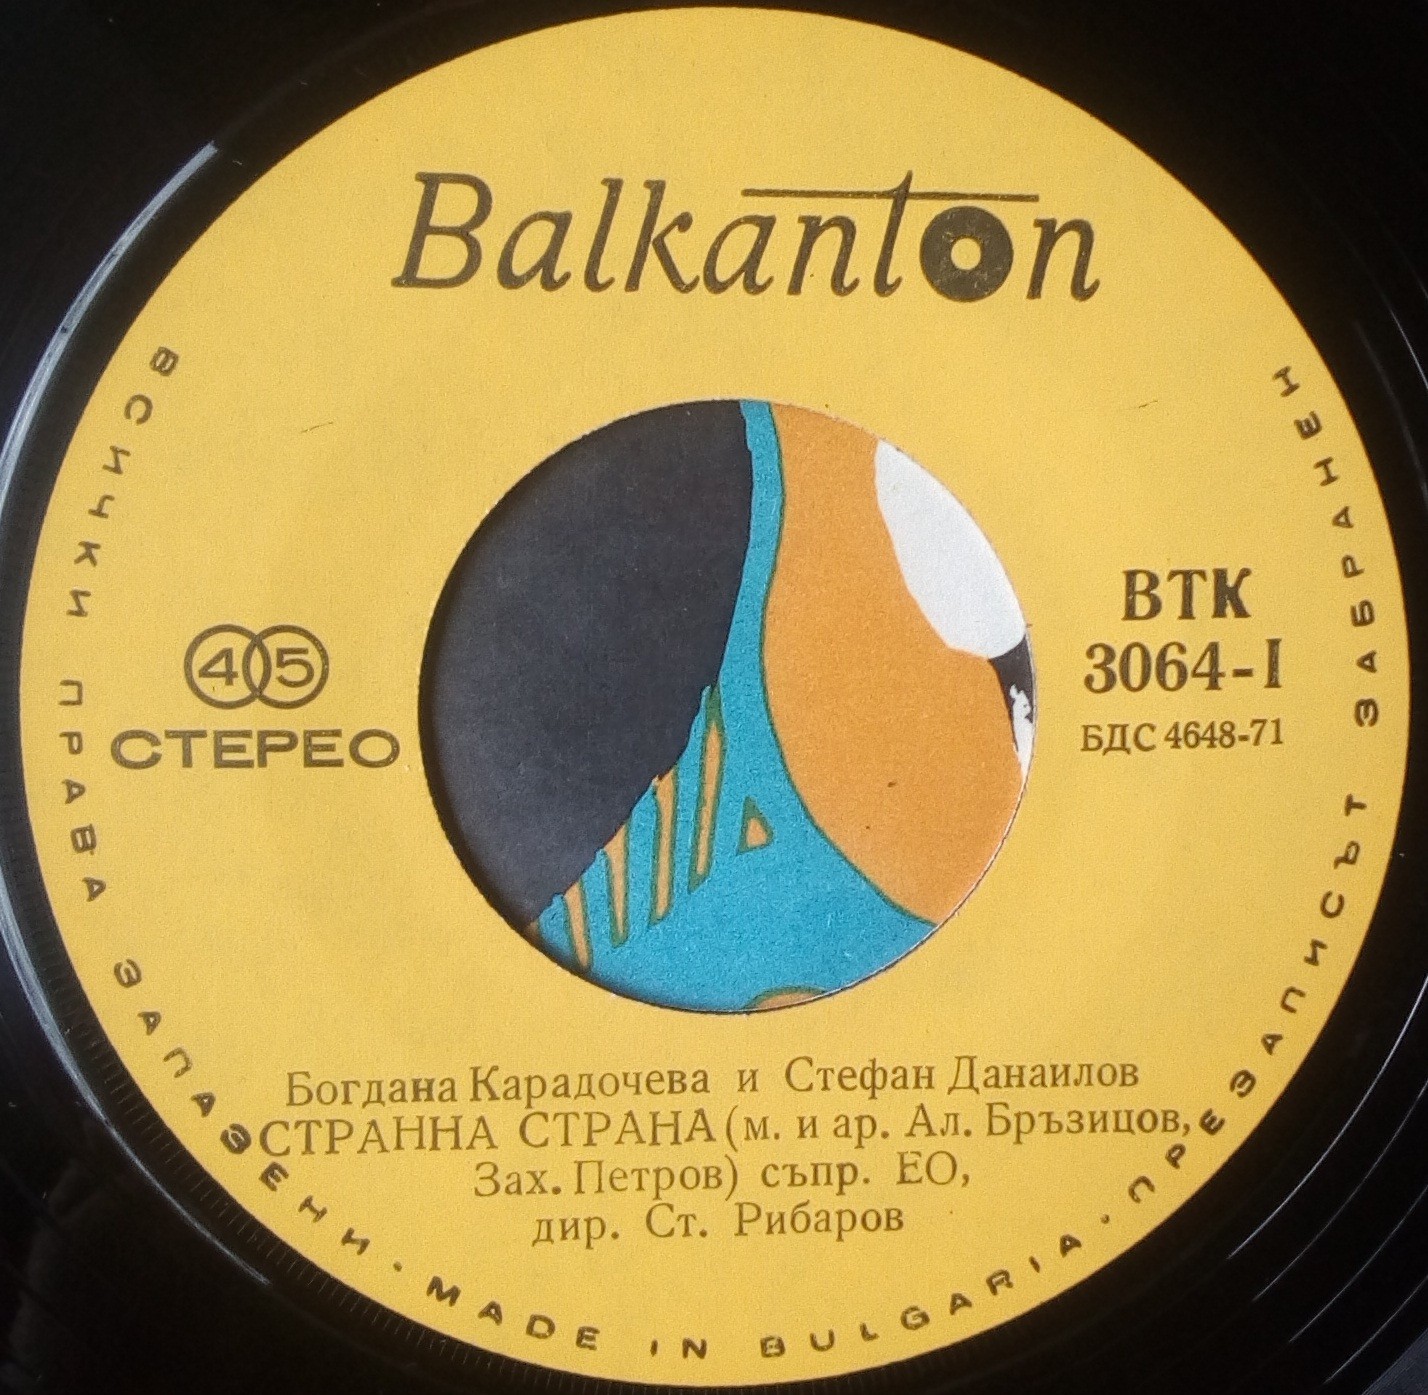 Balkanton
45
СТЕРЕО
ВТК
3064-I
БДС 4648-71
Богдана Карадочева и Стефан Данаилов
СТРАННА СТРАНА (м. и ар. Ал. Бръзицов,
Зах. Петров) съпр. ЕО,
дир. Ст. Рибаров
ВСИЧКИ ПРАВА ЗАПАЗЕНИ · MADE IN BULGARIA · ПРЕЗАПИСЪТ ЗАБРАНЕН